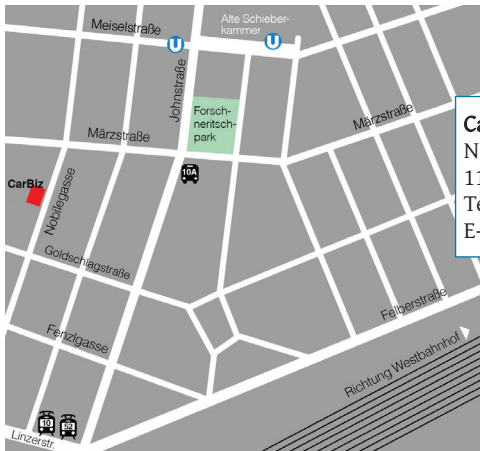 Meiselstraße
Alte Schieber-
kammer
U
U
Johnstraße
Forsch-
neritsch-
park
Märzstraße
Märzstraße
10A
CarBiz
Nobilegasse
Goldschlagstraße
Felberstraße
Fenzlgasse
Richtung Westbahnhof
10
52
Linzerstr.
Ca
N
11
Te
E-